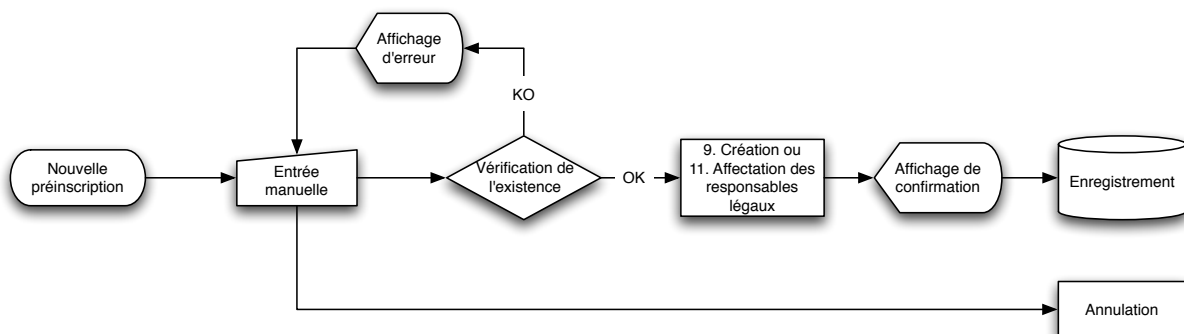 Affichage
d'erreur
KO
Nouvelle
préinscription
Entrée
manuelle
Vérification de
l'existence
OK
9. Création ou
11. Affectation des
responsables
légaux
Affichage de
confirmation
Enregistrement
Annulation